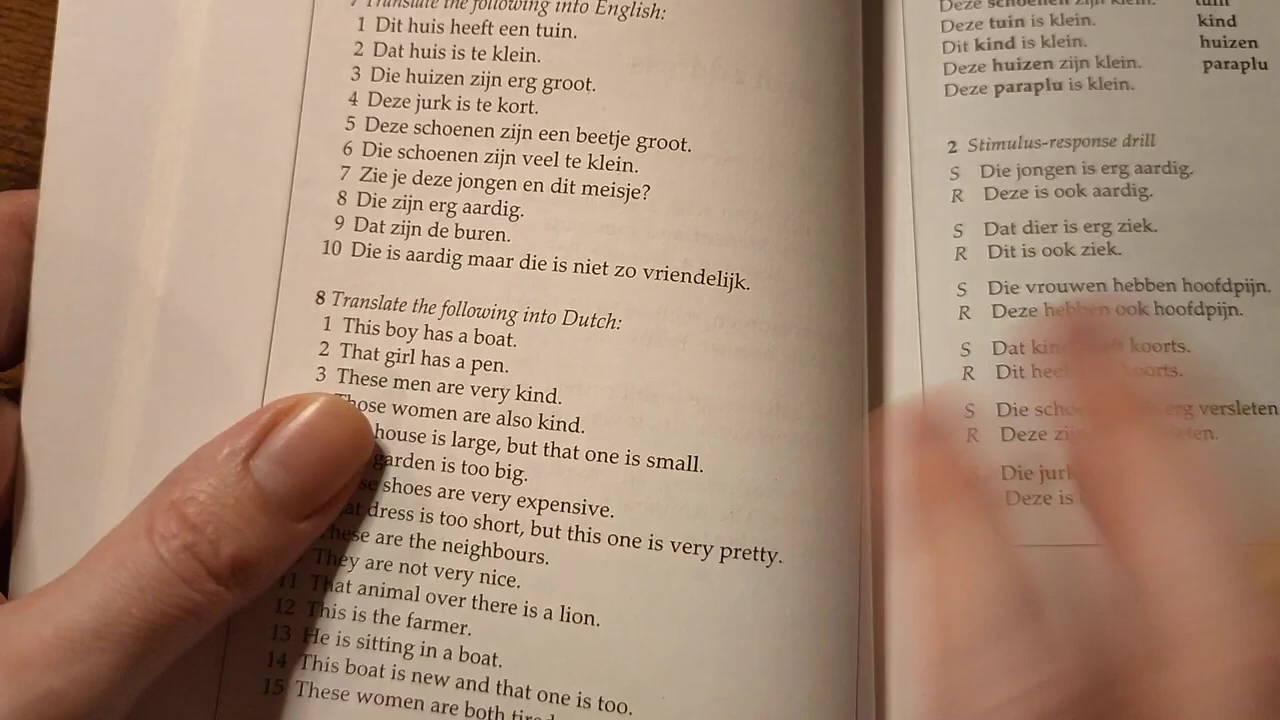 7 Translate the following into English:
1 Dit huis heeft een tuin.
2 Dat huis is te klein.
3 Die huizen zijn erg groot.
4 Deze jurk is te kort.
5 Deze schoenen zijn een beetje groot.
6 Die schoenen zijn veel te klein.
7 Zie je deze jongen en dit meisje?
8 Die zijn erg aardig.
9 Dat zijn de buren.
10 Die is aardig maar die is niet zo vriendelijk.
8 Translate the following into Dutch:
1 This boy has a boat.
2 That girl has a pen.
3 These men are very kind.
Those women are also kind.
house is large, but that one is small.
garden is too big.
shoes are very expensive.
dress is too short, but this one is very pretty.
These are the neighbours.
They are not very nice.
11 That animal over there is a lion.
12 This is the farmer.
13 He is sitting in a boat.
14 This boat is new and that one is too.
15 These women are both tired
Deze schoenen zijn klein. tuin
Deze tuin is klein. kind
Dit kind is klein. huizen
Deze huizen zijn klein. paraplu
Deze paraplu is klein.
2 Stimulus-response drill
S Die jongen is erg aardig.
R Deze is ook aardig.
S Dat dier is erg ziek.
R Dit is ook ziek.
S Die vrouwen hebben hoofdpijn.
R Deze hebben ook hoofdpijn.
S Dat koorts.
R Dit koorts.
S Die erg versleten
R Deze
Die
Deze is